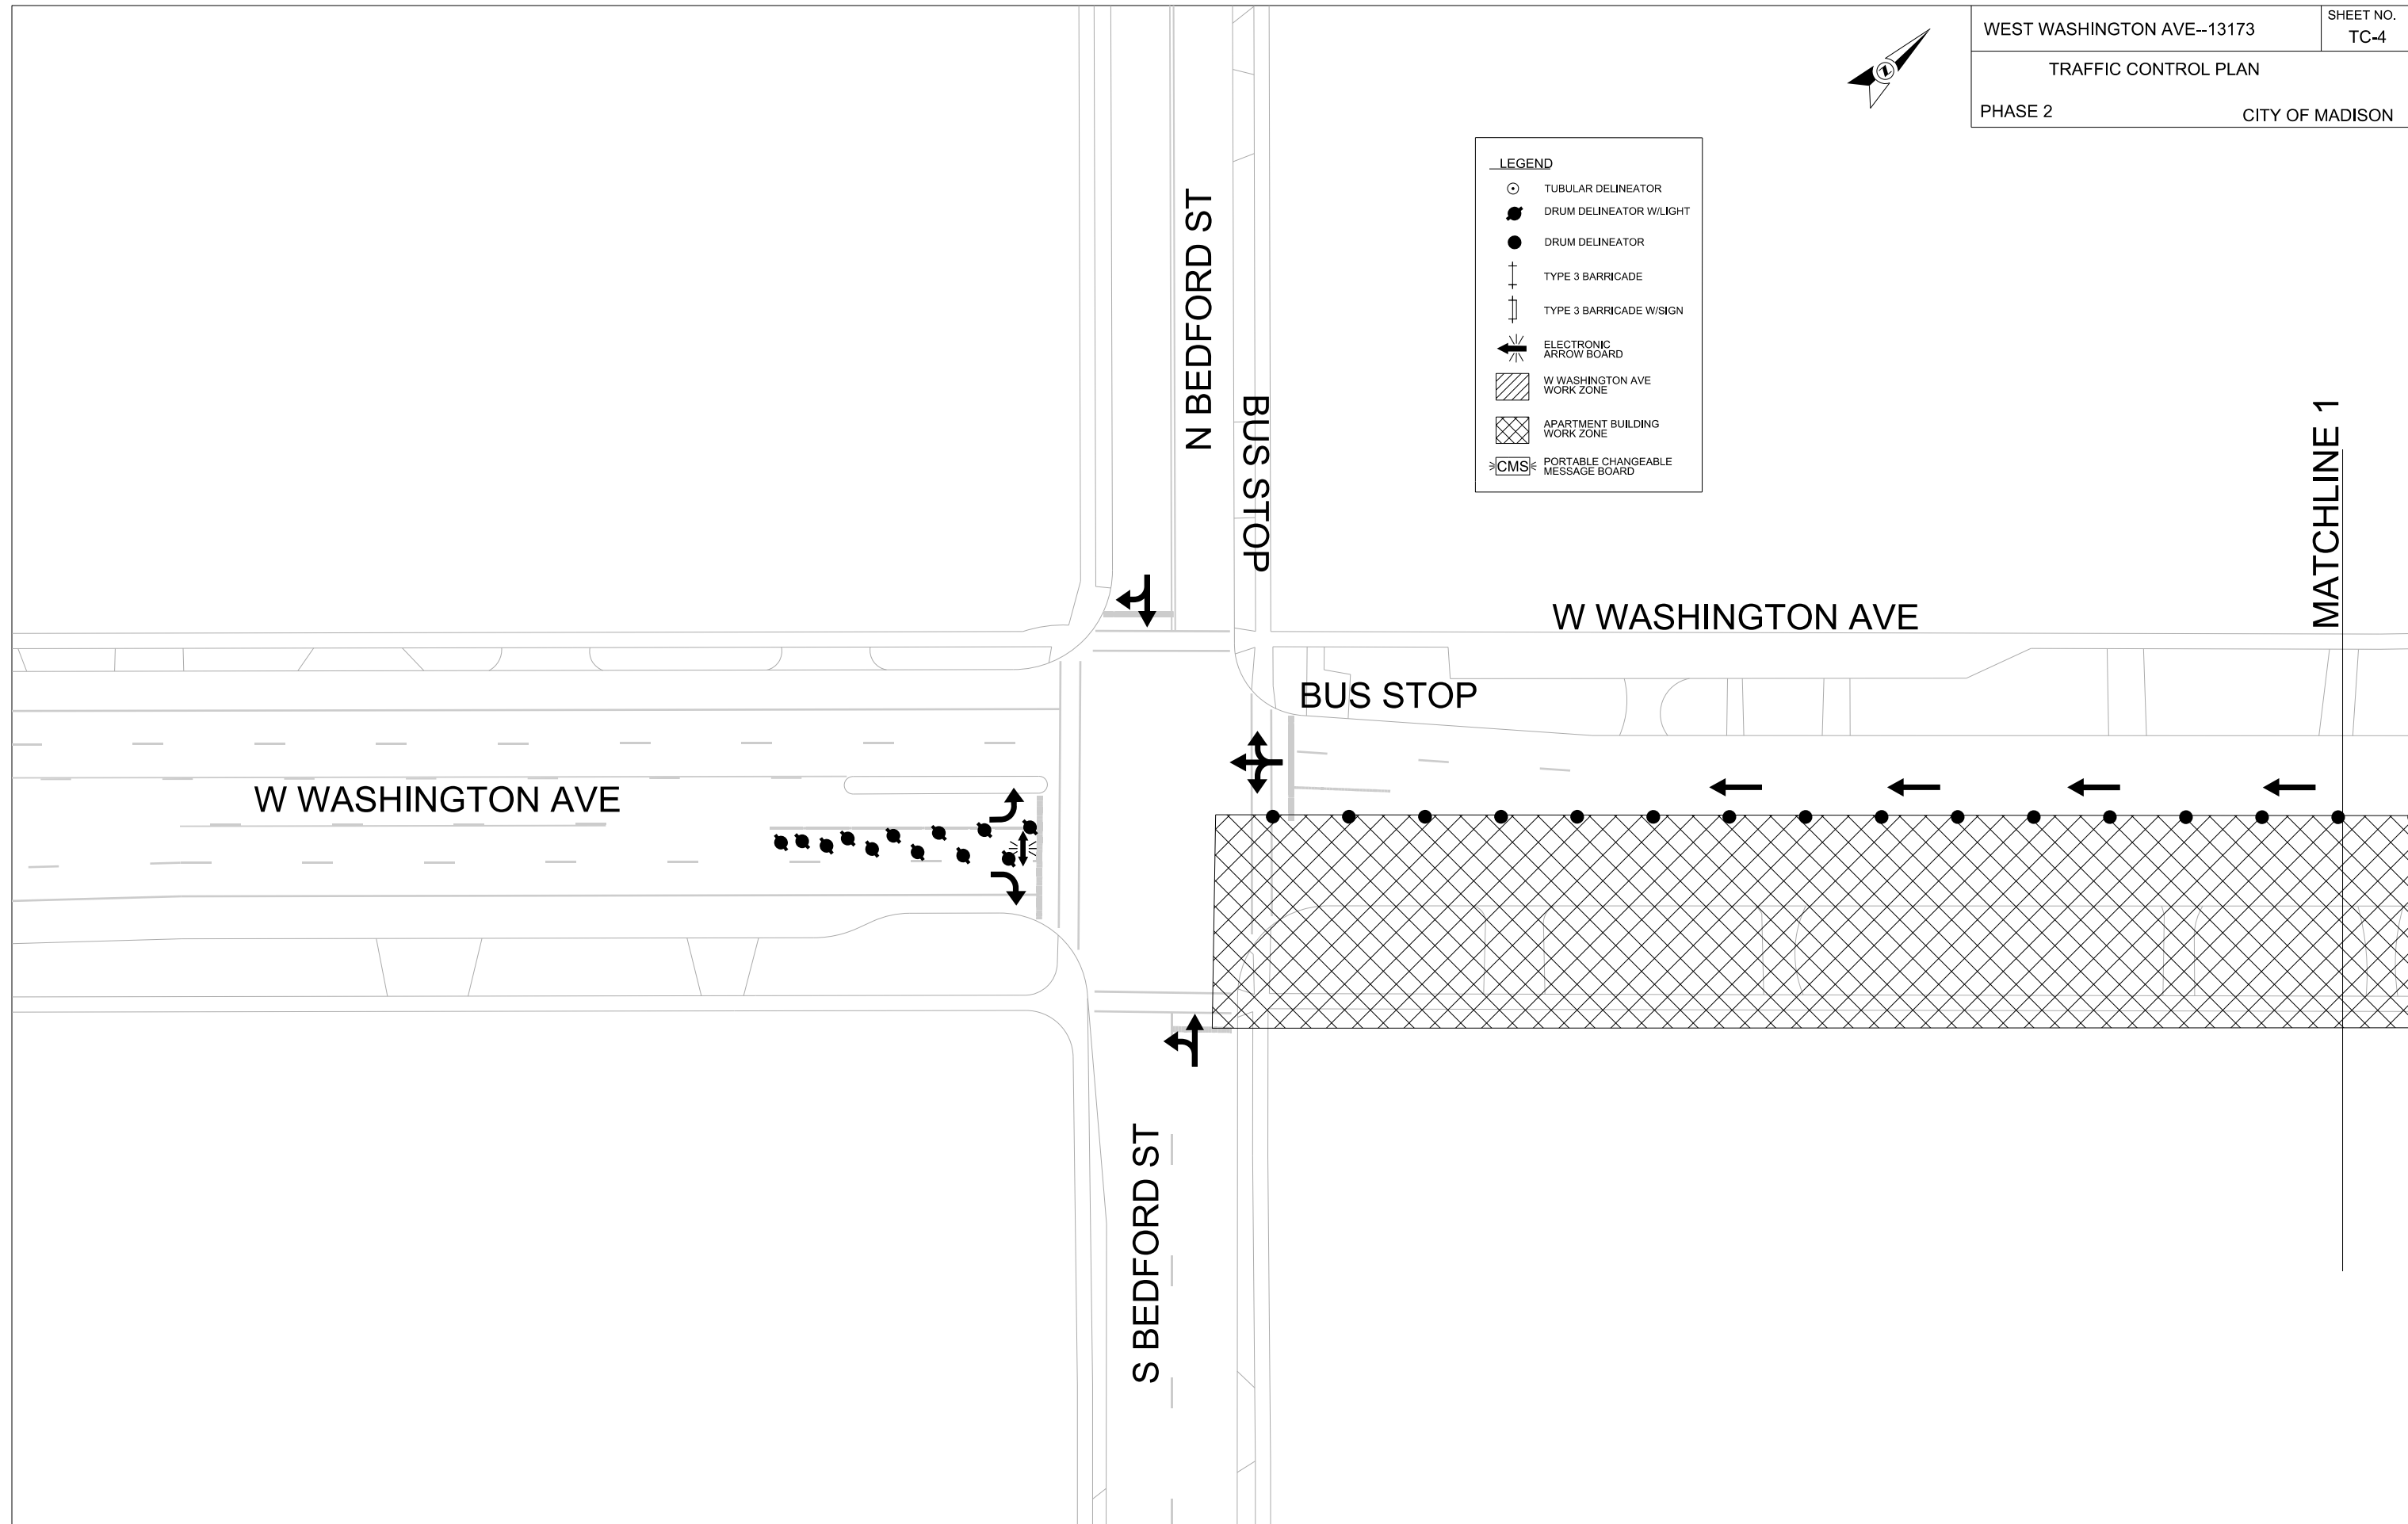 WEST WASHINGTON AVE--13173
SHEET NO.
TC-4
TRAFFIC CONTROL PLAN
PHASE 2
CITY OF MADISON
N
LEGEND
TUBULAR DELINEATOR
DRUM DELINEATOR W/LIGHT
DRUM DELINEATOR
TYPE 3 BARRICADE
TYPE 3 BARRICADE W/SIGN
ELECTRONIC
ARROW BOARD
W WASHINGTON AVE
WORK ZONE
APARTMENT BUILDING
WORK ZONE
CMS
PORTABLE CHANGEABLE
MESSAGE BOARD
N BEDFORD ST
BUS STOP
MATCHLINE 1
W WASHINGTON AVE
BUS STOP
W WASHINGTON AVE
S BEDFORD ST